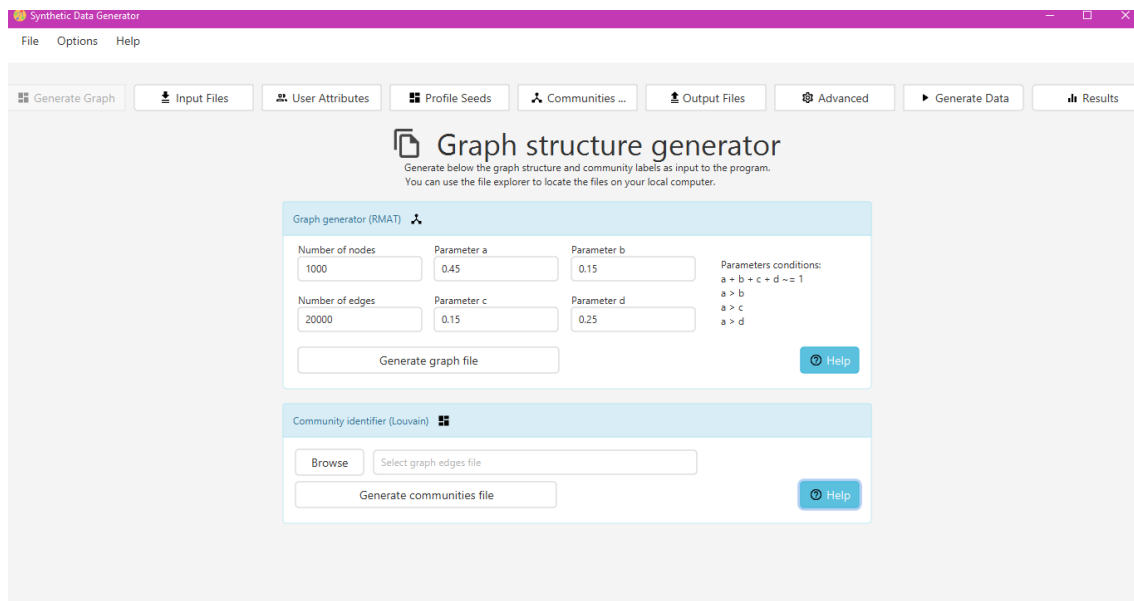 Synthetic Data Generator
File Options Help
Generate Graph Input Files User Attributes Profile Seeds Communities ... Output Files Advanced Generate Data Results
Graph structure generator
Generate below the graph structure and community labels as input to the program.
You can use the file explorer to locate the files on your local computer.
Graph generator (RMAT)
Number of nodes Parameter a Parameter b
1000 0.45 0.15
Number of edges Parameter c Parameter d
20000 0.15 0.25
Parameters conditions:
a + b + c + d ~= 1
a > b
a > c
a > d
Generate graph file Help
Community identifier (Louvain)
Browse Select graph edges file
Generate communities file Help